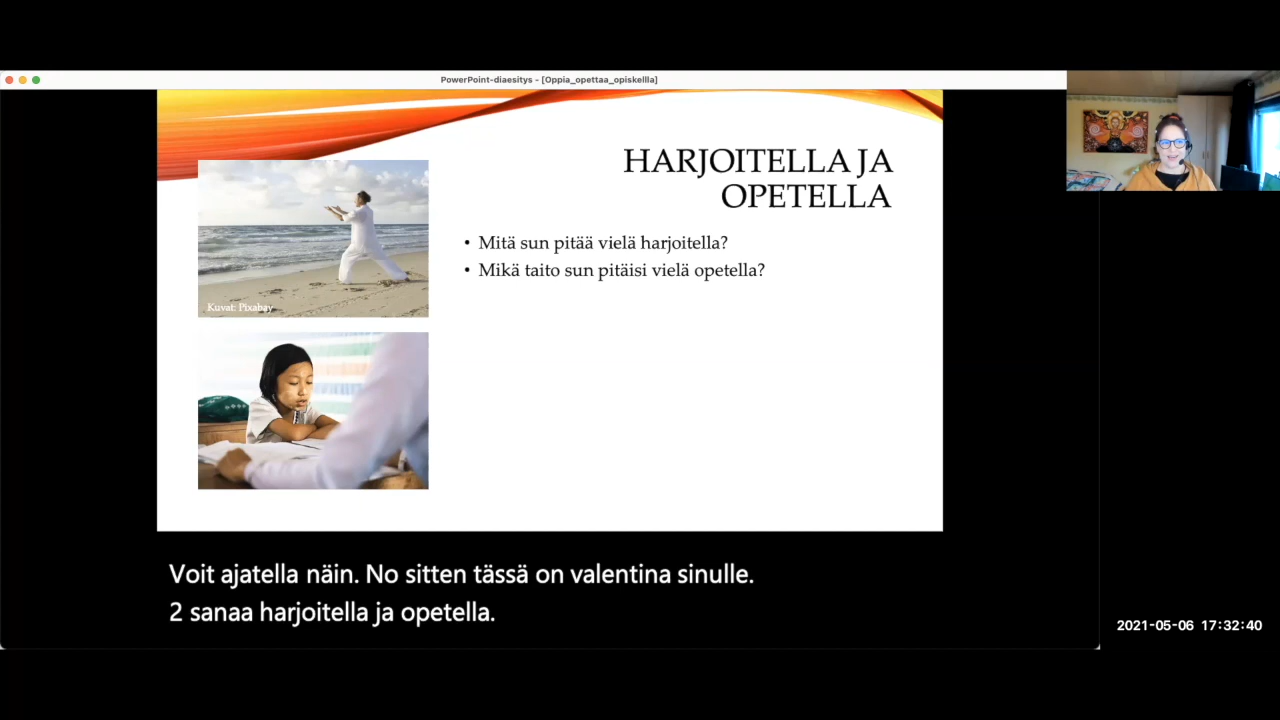 PowerPoint-diaesitys - [Oppia_opettaa_opiskellla]
HARJOITELLA JA
OPETELLA
• Mitä sun pitää vielä harjoitella?
• Mikä taito sun pitäisi vielä opetella?
Kuvat: Pixabay
Voit ajatella näin. No sitten tässä on valentina sinulle.
2 sanaa harjoitella ja opetella.
2021-05-06 17:32:40